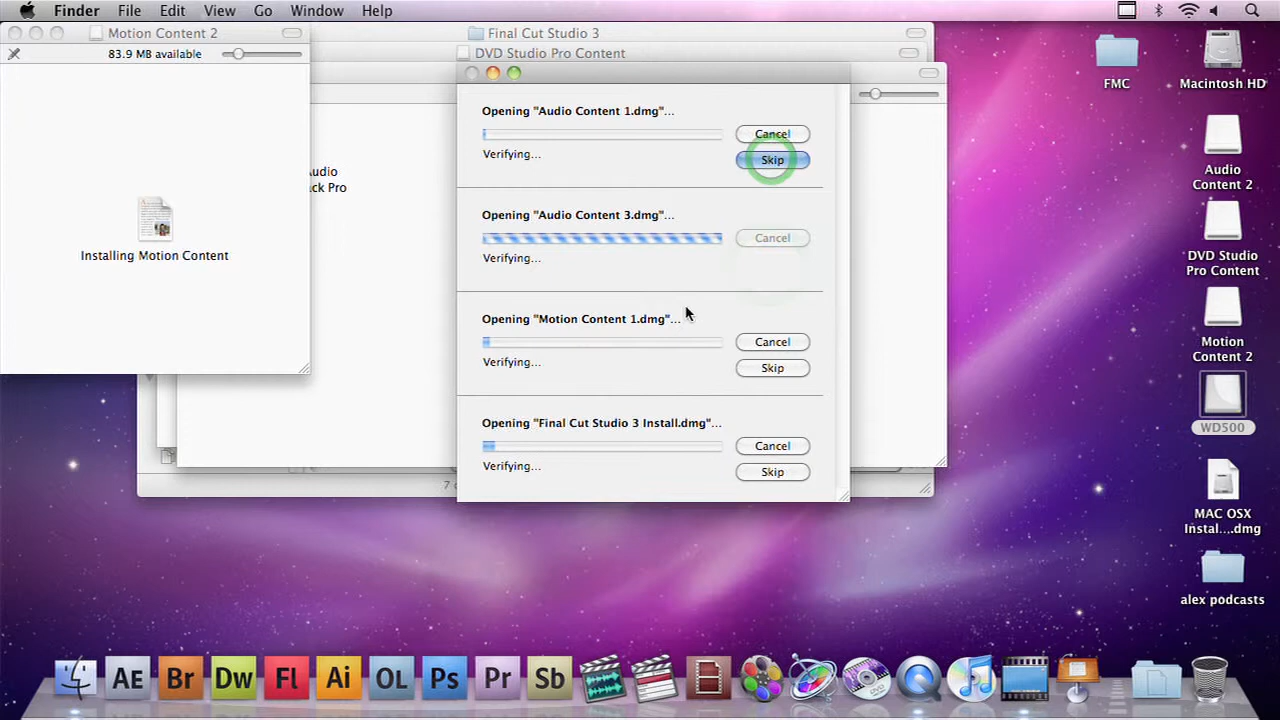 Finder File Edit View Go Window Help
Motion Content 2
83.9 MB available
Installing Motion Content
Final Cut Studio 3
DVD Studio Pro Content
ck Pro
Opening "Audio Content 1.dmg"...
Cancel
Verifying...
Skip
Opening "Audio Content 3.dmg"...
Cancel
Verifying...
Opening "Motion Content 1.dmg"...
Cancel
Verifying...
Skip
Opening "Final Cut Studio 3 Install.dmg"...
Cancel
Verifying...
Skip
FMC
Macintosh HD
Audio
Content 2
DVD Studio
Pro Content
Motion
Content 2
WD500
MAC OSX
Instal....dmg
alex podcasts
AE Br Dw Fl Ai OL Ps Pr Sb